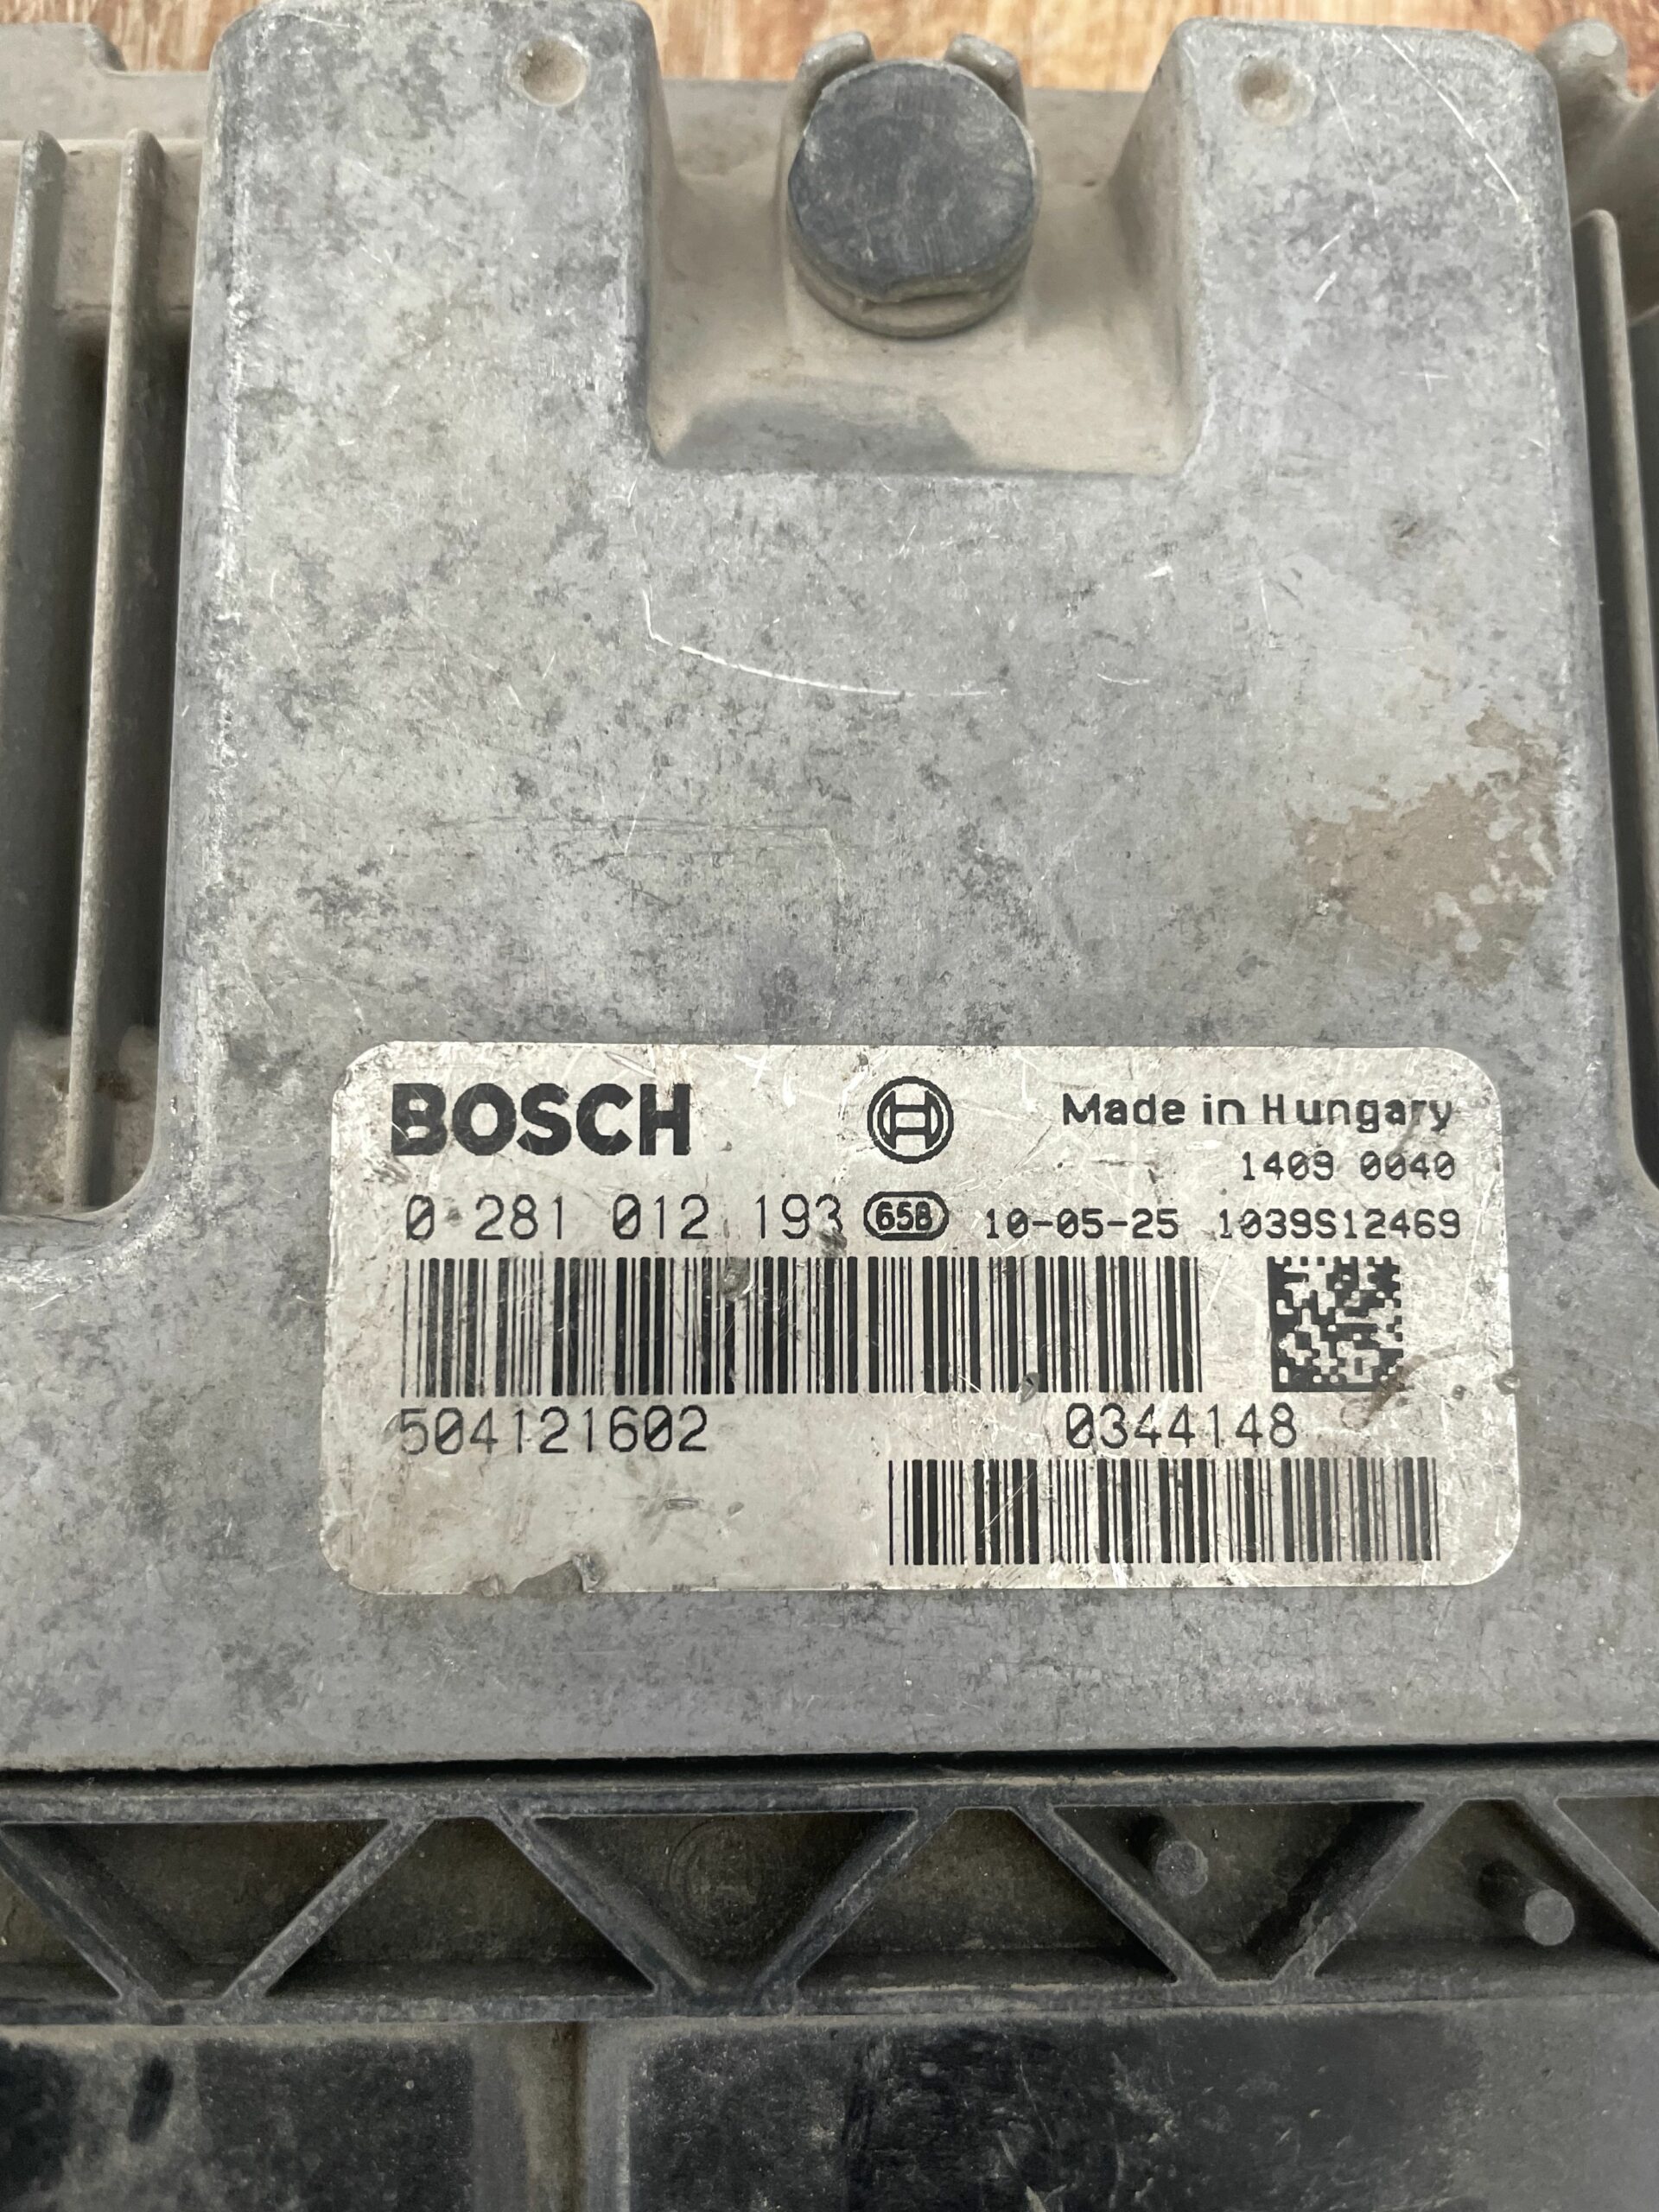 BOSCH
Made in Hungary
1409 0040
0 281 012 193 658 10-05-25 1039S12469
504121602 0344148